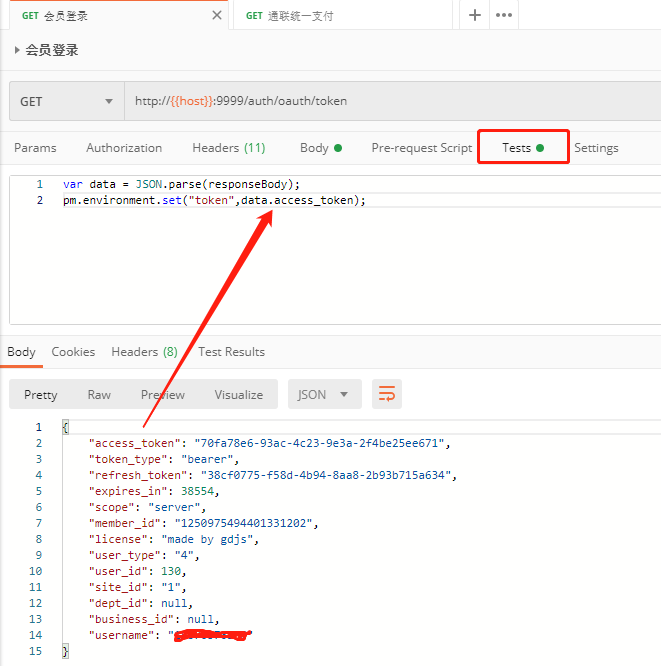 GET 会员登录
GET 通联统一支付
会员登录
GET http://{{host}}:9999/auth/oauth/token
Params Authorization Headers (11) Body Pre-request Script Tests Settings
1 var data = JSON.parse(responseBody);
2 pm.environment.set("token",data.access_token);
Body Cookies Headers (8) Test Results
Pretty Raw Preview Visualize JSON
1 {
2 "access_token": "70fa78e6-93ac-4c23-9e3a-2f4be25ee671",
3 "token_type": "bearer",
4 "refresh_token": "38cf0775-f58d-4b94-8aa8-2b93b715a634",
5 "expires_in": 38554,
6 "scope": "server",
7 "member_id": "1250975494401331202",
8 "license": "made by gdjs",
9 "user_type": "4",
10 "user_id": 130,
11 "site_id": "1",
12 "dept_id": null,
13 "business_id": null,
14 "username": "
15 }